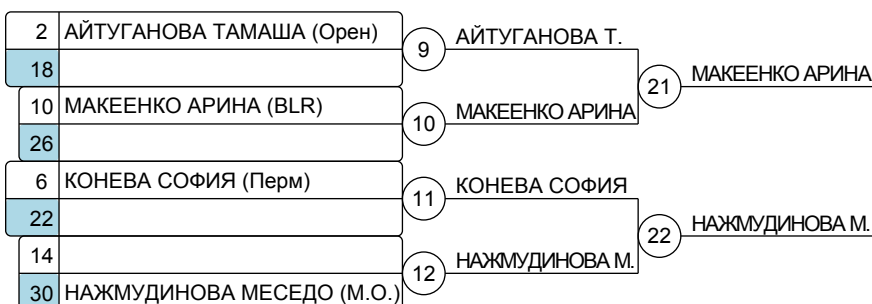 2 АЙТУГАНОВА ТАМАША (Орен)
18
9 АЙТУГАНОВА Т.
10 МАКЕЕНКО АРИНА (BLR)
26
10 МАКЕЕНКО АРИНА
21 МАКЕЕНКО АРИНА
6 КОНЕВА СОФИЯ (Перм)
22
11 КОНЕВА СОФИЯ
14
30 НАЖМУДИНОВА МЕСЕДО (М.О.)
12 НАЖМУДИНОВА М.
22 НАЖМУДИНОВА М.